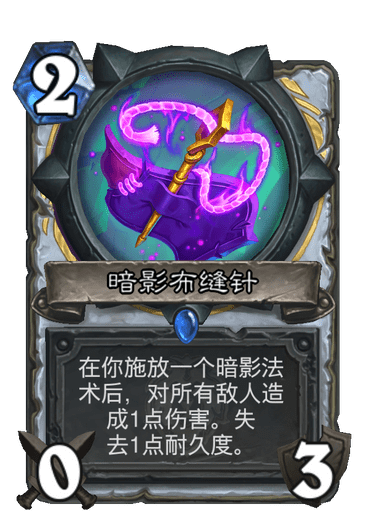 2
暗影布缝针
在你施放一个暗影法
术后，对所有敌人造
成1点伤害。失
去1点耐久度。
0
3